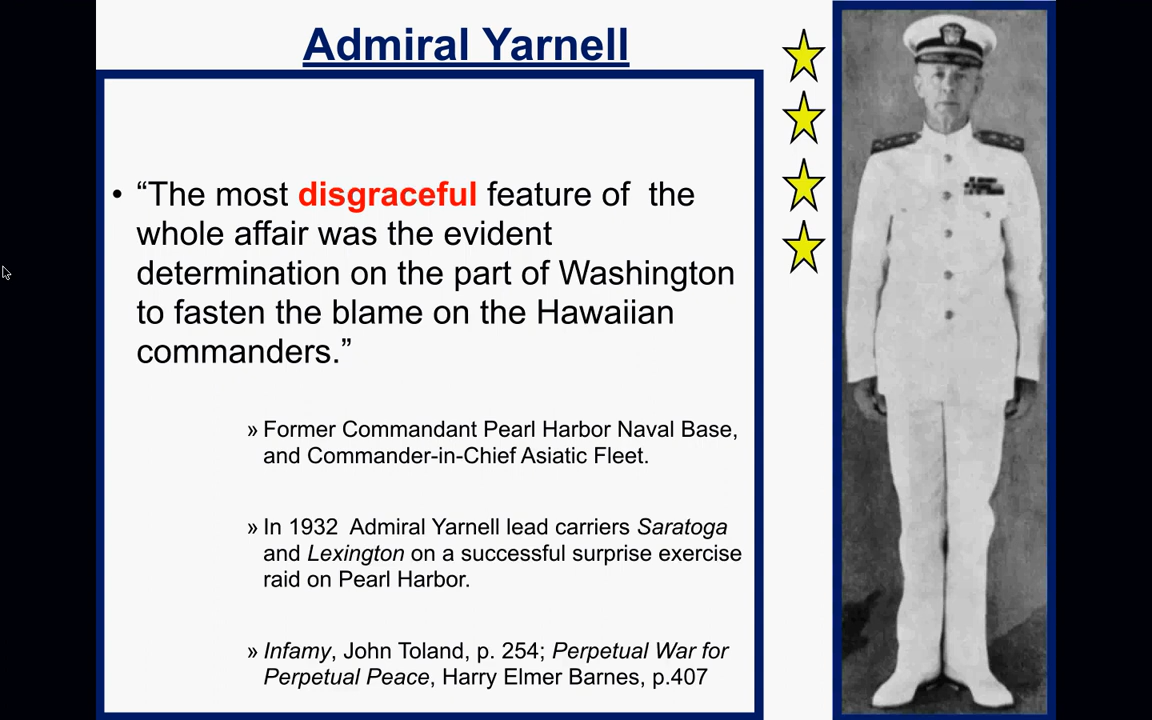 Admiral Yarnell
• “The most disgraceful feature of  the
whole affair was the evident
determination on the part of Washington
to fasten the blame on the Hawaiian
commanders.”
» Former Commandant Pearl Harbor Naval Base,
and Commander-in-Chief Asiatic Fleet.
» In 1932  Admiral Yarnell lead carriers Saratoga
and Lexington on a successful surprise exercise
raid on Pearl Harbor.
» Infamy, John Toland, p. 254; Perpetual War for
Perpetual Peace, Harry Elmer Barnes, p.407